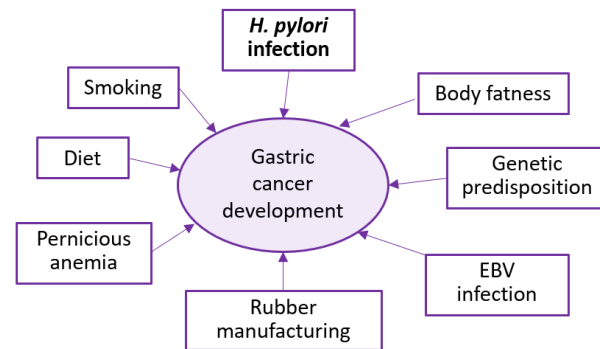 H. pylori
infection
Smoking
Body fatness
Diet
Gastric
cancer
development
Genetic
predisposition
Pernicious
anemia
EBV
infection
Rubber
manufacturing